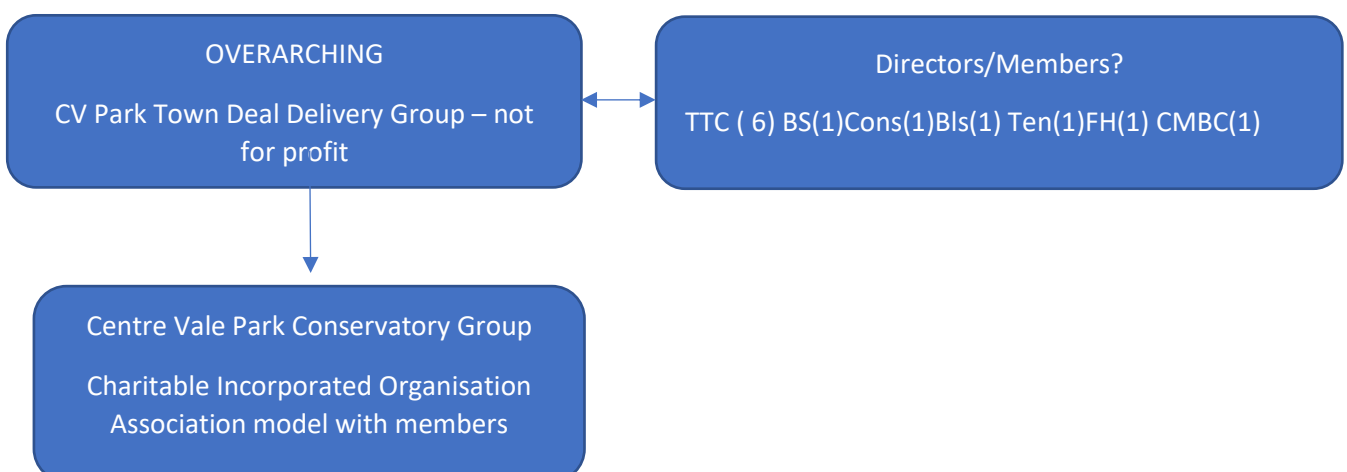 OVERARCHING
CV Park Town Deal Delivery Group – not
for profit
Directors/Members?
TTC ( 6) BS(1)Cons(1)Bls(1) Ten(1)FH(1) CMBC(1)
Centre Vale Park Conservatory Group
Charitable Incorporated Organisation
Association model with members